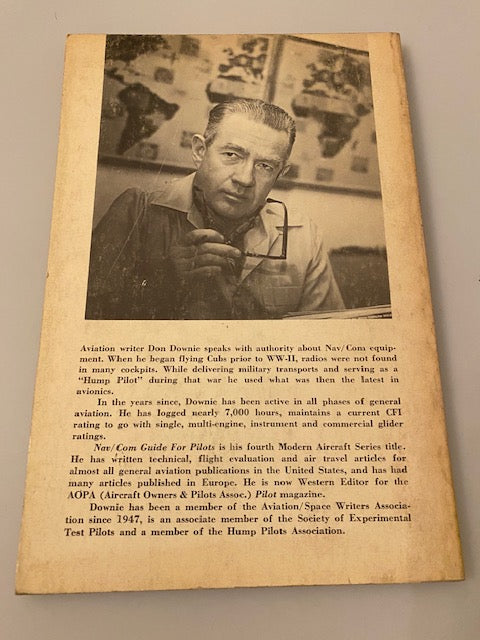 Aviation writer Don Downie speaks with authority about Nav/Com equip-
ment. When he began flying Cubs prior to WW-II, radios were not found
in many cockpits. While delivering military transports and serving as a
"Hump Pilot" during that war he used what was then the latest in
avionics.
In the years since, Downie has been active in all phases of general
aviation. He has logged nearly 7,000 hours, maintains a current CFI
rating to go with single, multi-engine, instrument and commercial glider
ratings.
Nav/Com Guide For Pilots is his fourth Modern Aircraft Series title.
He has written technical, flight evaluation and air travel articles for
almost all general aviation publications in the United States, and has had
many articles published in Europe. He is now Western Editor for the
AOPA (Aircraft Owners & Pilots Assoc.) Pilot magazine.
Downie has been a member of the Aviation/Space Writers Associa-
tion since 1947, is an associate member of the Society of Experimental
Test Pilots and a member of the Hump Pilots Association.